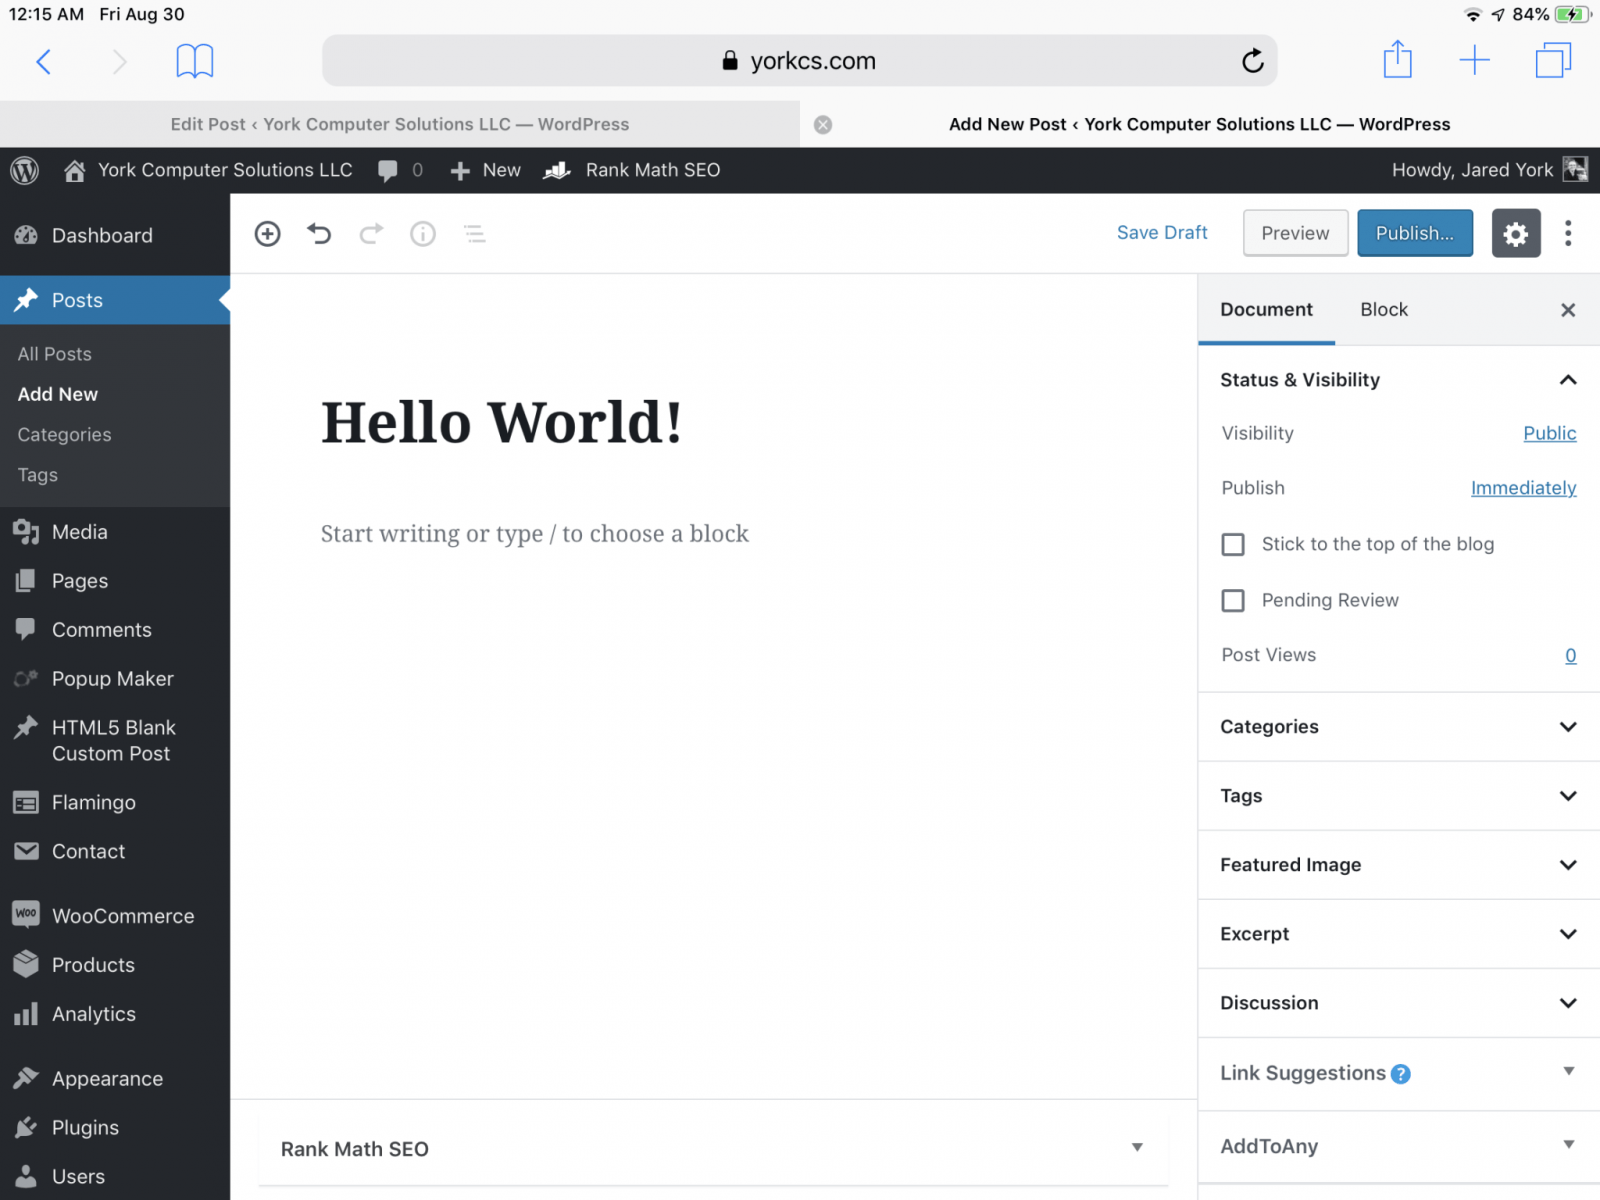 12:15 AM Fri Aug 30
84%
yorkcs.com
Edit Post ‹ York Computer Solutions LLC — WordPress
Add New Post ‹ York Computer Solutions LLC — WordPress
York Computer Solutions LLC 0 New Rank Math SEO
Howdy, Jared York
Dashboard
Posts
All Posts
Add New
Categories
Tags
Media
Pages
Comments
Popup Maker
HTML5 Blank
Custom Post
Flamingo
Contact
Woo WooCommerce
Products
Analytics
Appearance
Plugins
Users
Save Draft Preview Publish...
Hello World!
Start writing or type / to choose a block
Rank Math SEO
Document Block
Status & Visibility
Visibility Public
Publish Immediately
Stick to the top of the blog
Pending Review
Post Views 0
Categories
Tags
Featured Image
Excerpt
Discussion
Link Suggestions ?
AddToAny